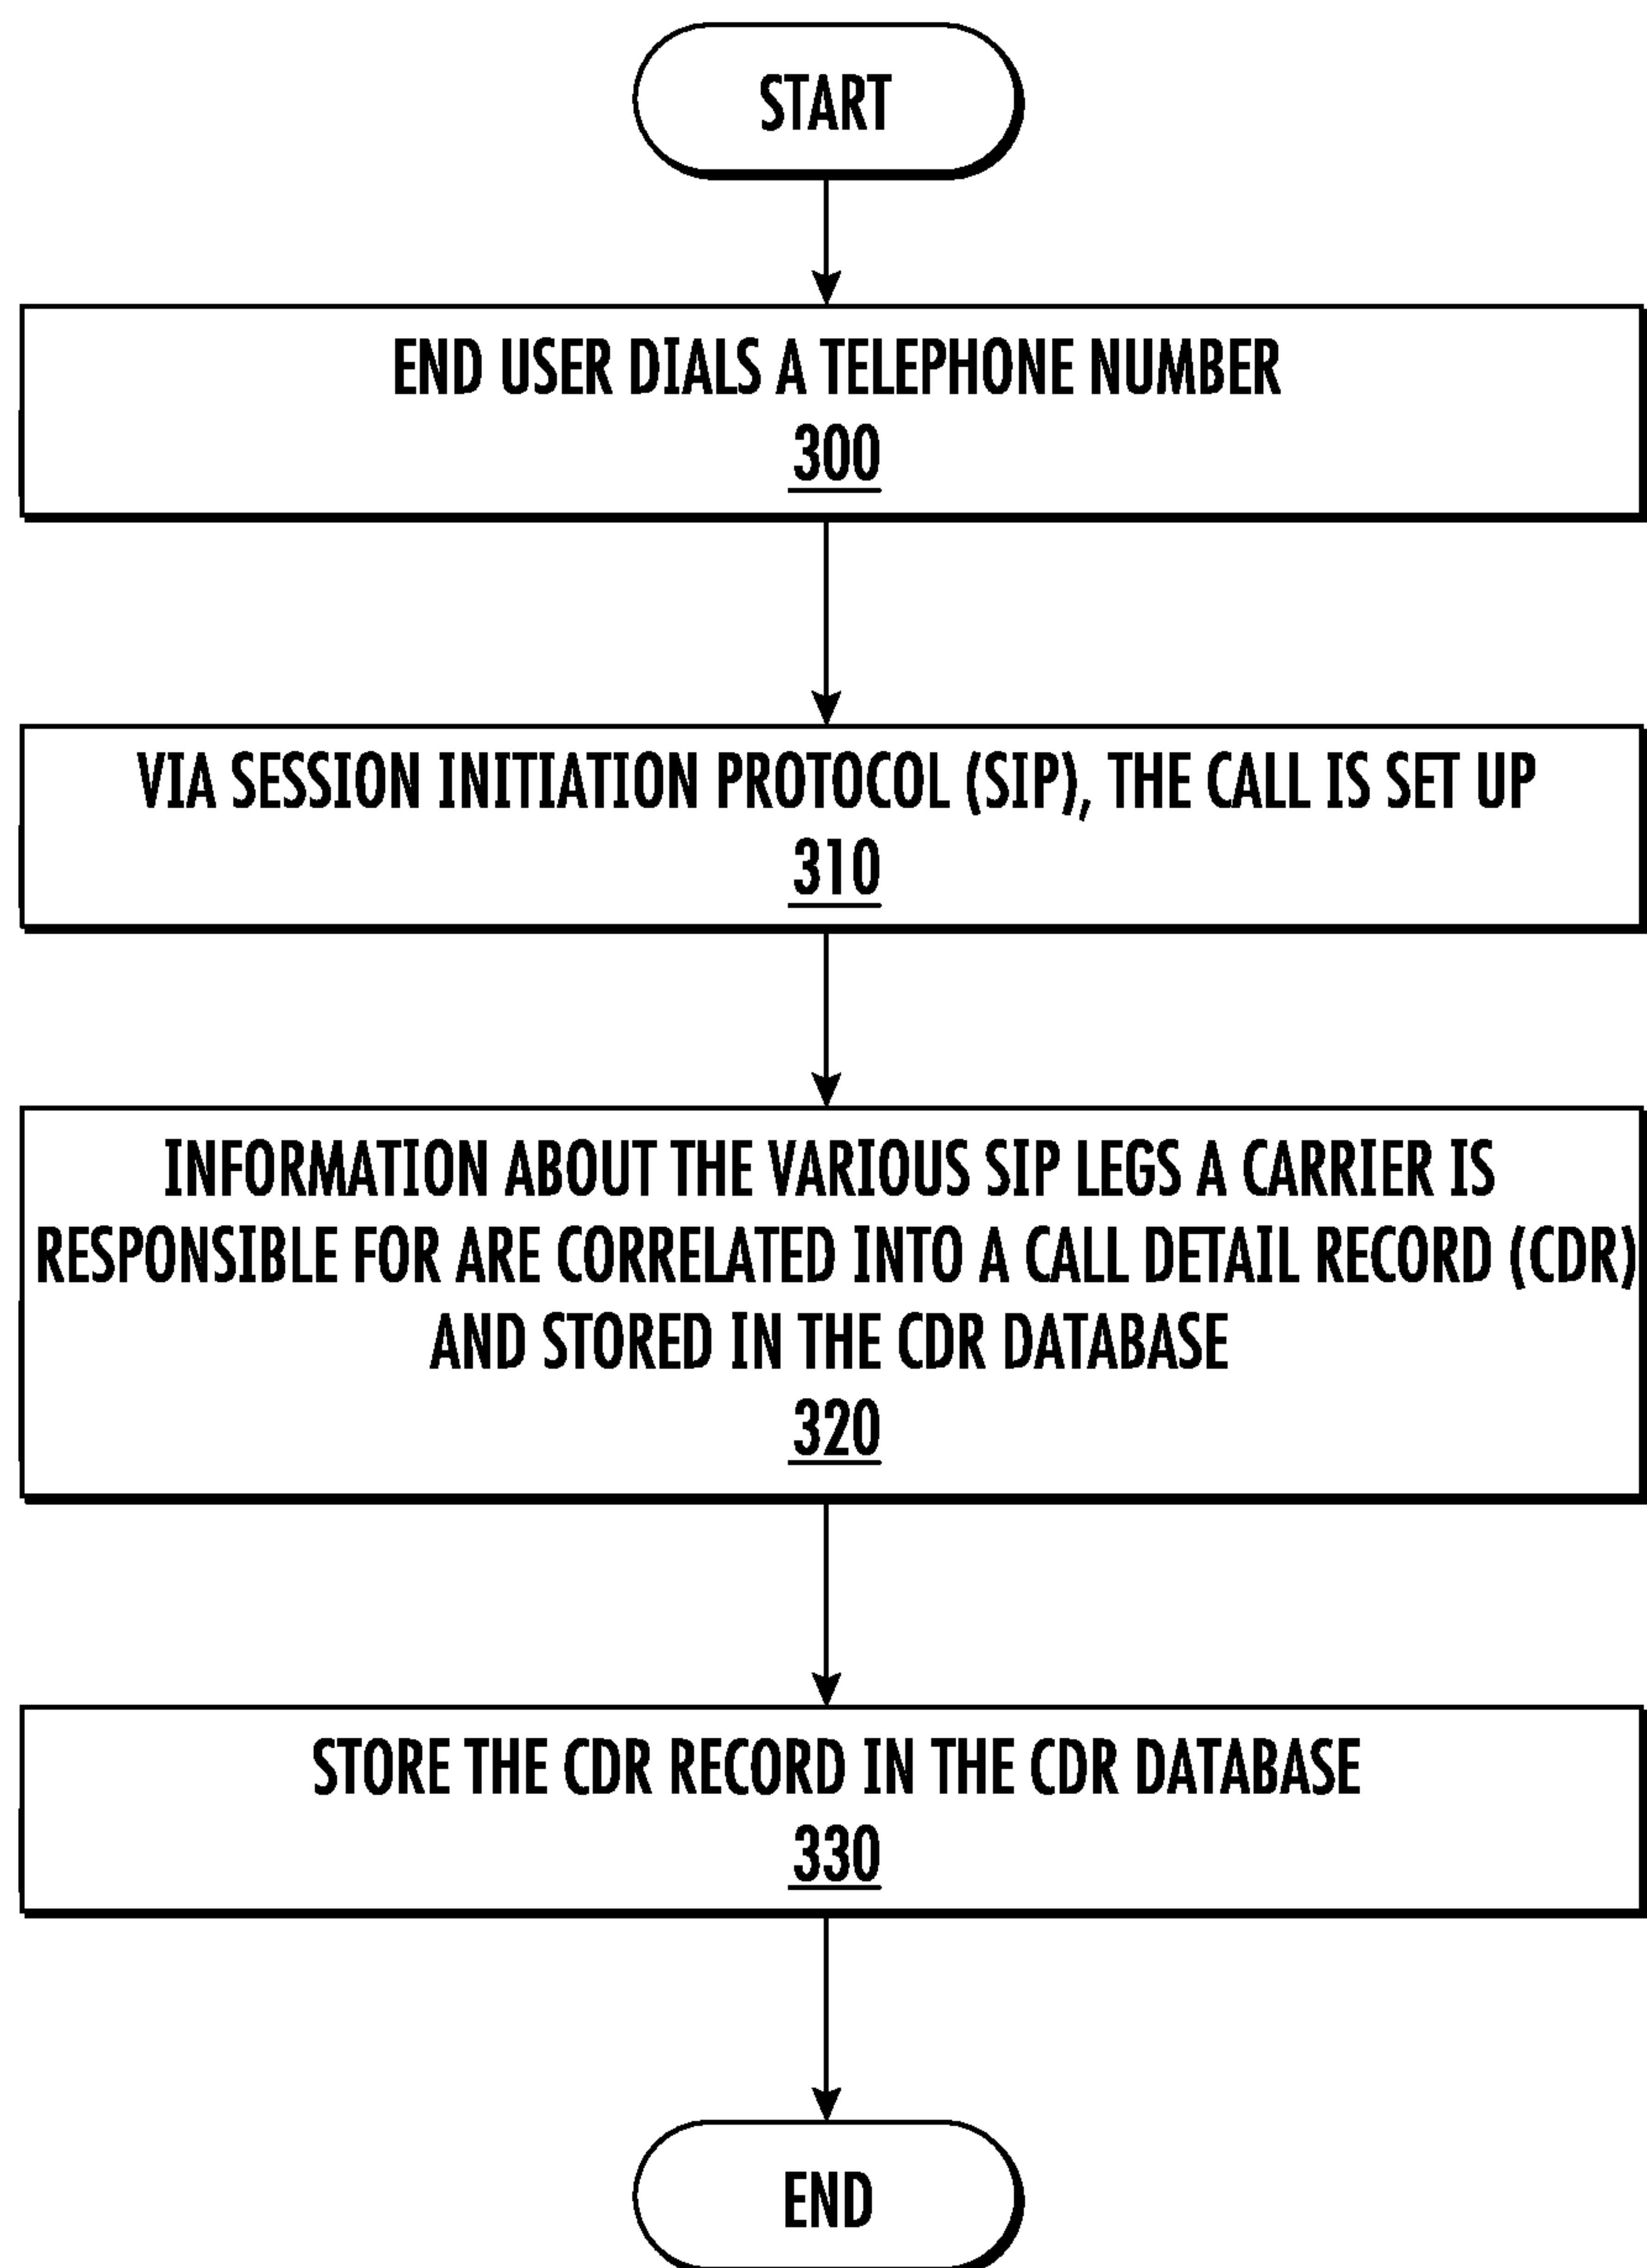 START
END USER DIALS A TELEPHONE NUMBER
300
VIA SESSION INITIATION PROTOCOL (SIP), THE CALL IS SET UP
310
INFORMATION ABOUT THE VARIOUS SIP LEGS A CARRIER IS
RESPONSIBLE FOR ARE CORRELATED INTO A CALL DETAIL RECORD (CDR)
AND STORED IN THE CDR DATABASE
320
STORE THE CDR RECORD IN THE CDR DATABASE
330
END